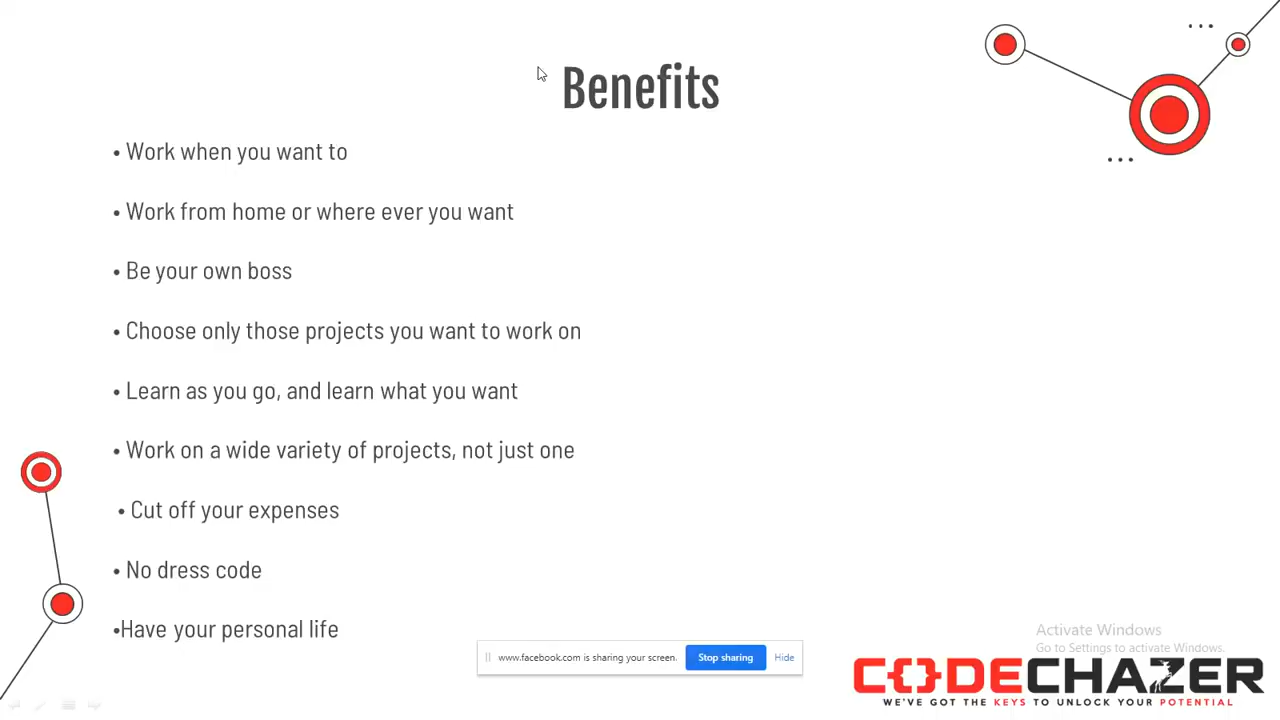 Benefits
• Work when you want to
• Work from home or where ever you want
• Be your own boss
• Choose only those projects you want to work on
• Learn as you go, and learn what you want
• Work on a wide variety of projects, not just one
• Cut off your expenses
• No dress code
•Have your personal life
www.facebook.com is sharing your screen. Stop sharing Hide
Activate Windows
Go to Settings to activate Windows.
C{}DECHAZER
WE'VE GOT THE KEYS TO UNLOCK YOUR POTENTIAL